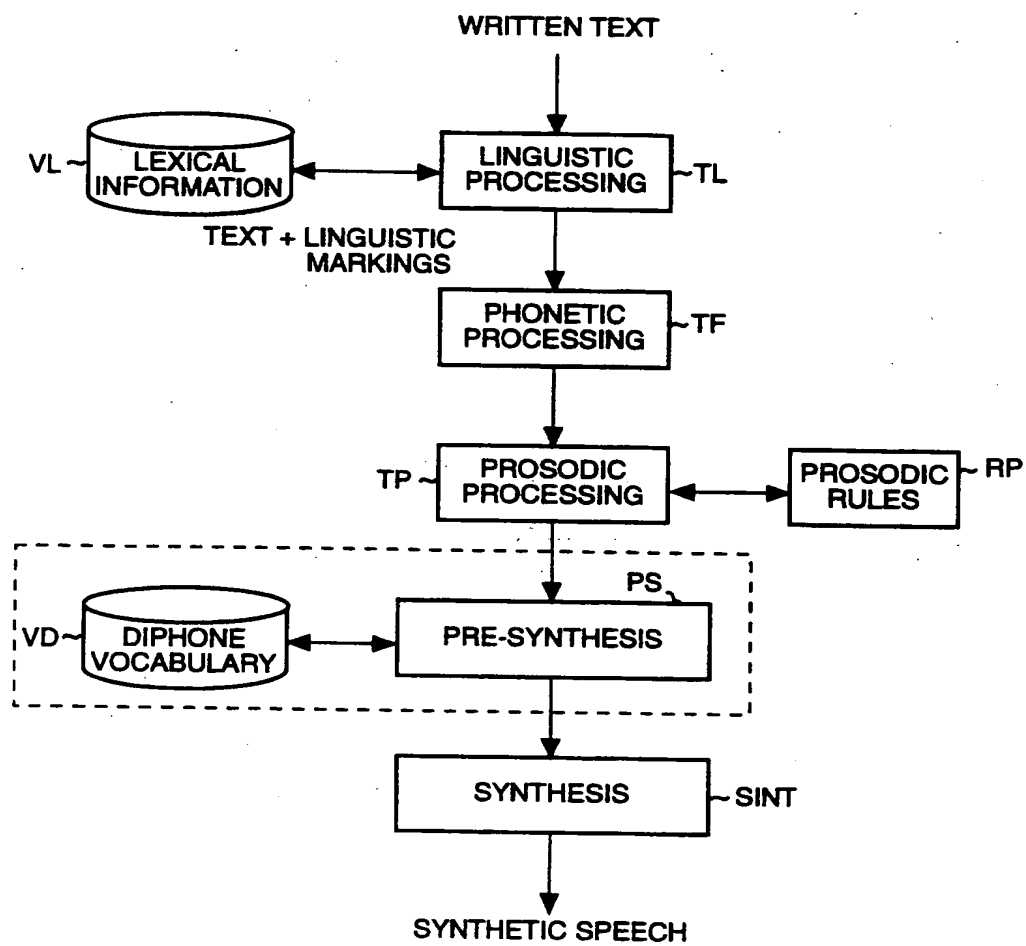 WRITTEN TEXT
VL
LEXICAL
INFORMATION
LINGUISTIC
PROCESSING
TL
TEXT + LINGUISTIC
MARKINGS
PHONETIC
PROCESSING
TF
TP
PROSODIC
PROCESSING
PROSODIC
RULES
RP
PS
VD
DIPHONE
VOCABULARY
PRE-SYNTHESIS
SYNTHESIS
SINT
SYNTHETIC SPEECH